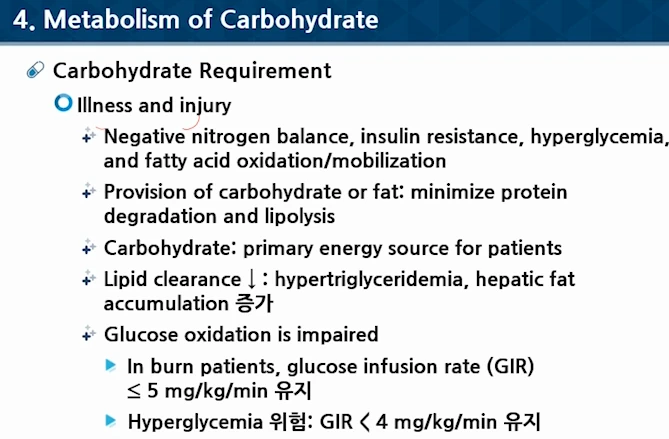 4. Metabolism of Carbohydrate
Carbohydrate Requirement
Illness and injury
Negative nitrogen balance, insulin resistance, hyperglycemia,
and fatty acid oxidation/mobilization
Provision of carbohydrate or fat: minimize protein
degradation and lipolysis
Carbohydrate: primary energy source for patients
Lipid clearance ↓ : hypertriglyceridemia, hepatic fat
accumulation 증가
Glucose oxidation is impaired
In burn patients, glucose infusion rate (GIR)
≤ 5 mg/kg/min 유지
Hyperglycemia 위험: GIR < 4 mg/kg/min 유지